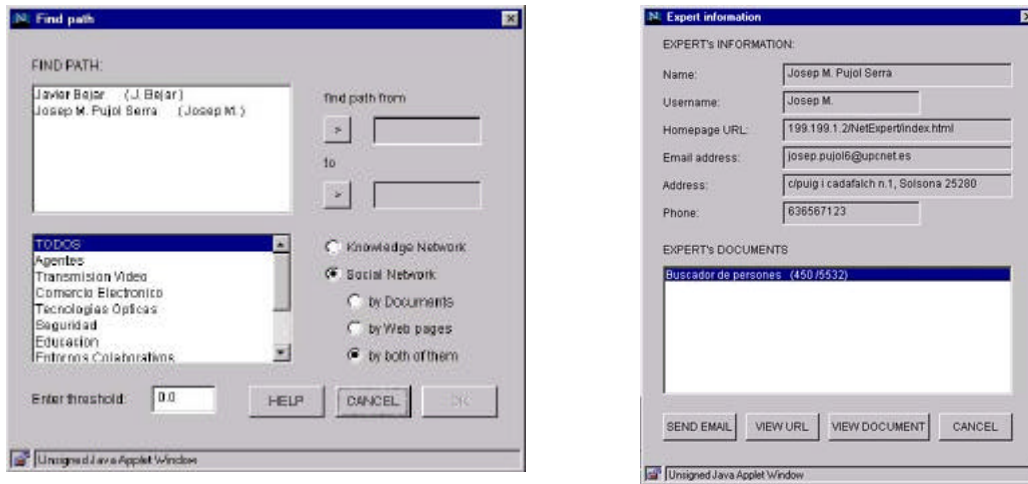 Find path
FIND PATH:
Javier Bejar (J. Bejar)
Josep M. Pujol Serra (Josep M.)
find path from
>
to
>
TODOS
Agentes
Transmision Video
Comercio Electronico
Tecnologias Opticas
Seguridad
Educacion
Entornos Colaborativos
Knowledge Network
Social Network
by Documents
by Web pages
by both of them
Enter threshold: 0.0
HELP
CANCEL
OK
Unsigned Java Applet Window
Expert information
EXPERT's INFORMATION:
Name: Josep M. Pujol Serra
Username: Josep M.
Homepage URL: 199.199.1.2/NetExpert/index.html
Email address: josep.pujol6@upcnet.es
Address: c/puig i cadafalch n.1, Solsona 25280
Phone: 636567123
EXPERT's DOCUMENTS
Buscador de persones (450 /5532)
SEND EMAIL
VIEW URL
VIEW DOCUMENT
CANCEL
Unsigned Java Applet Window